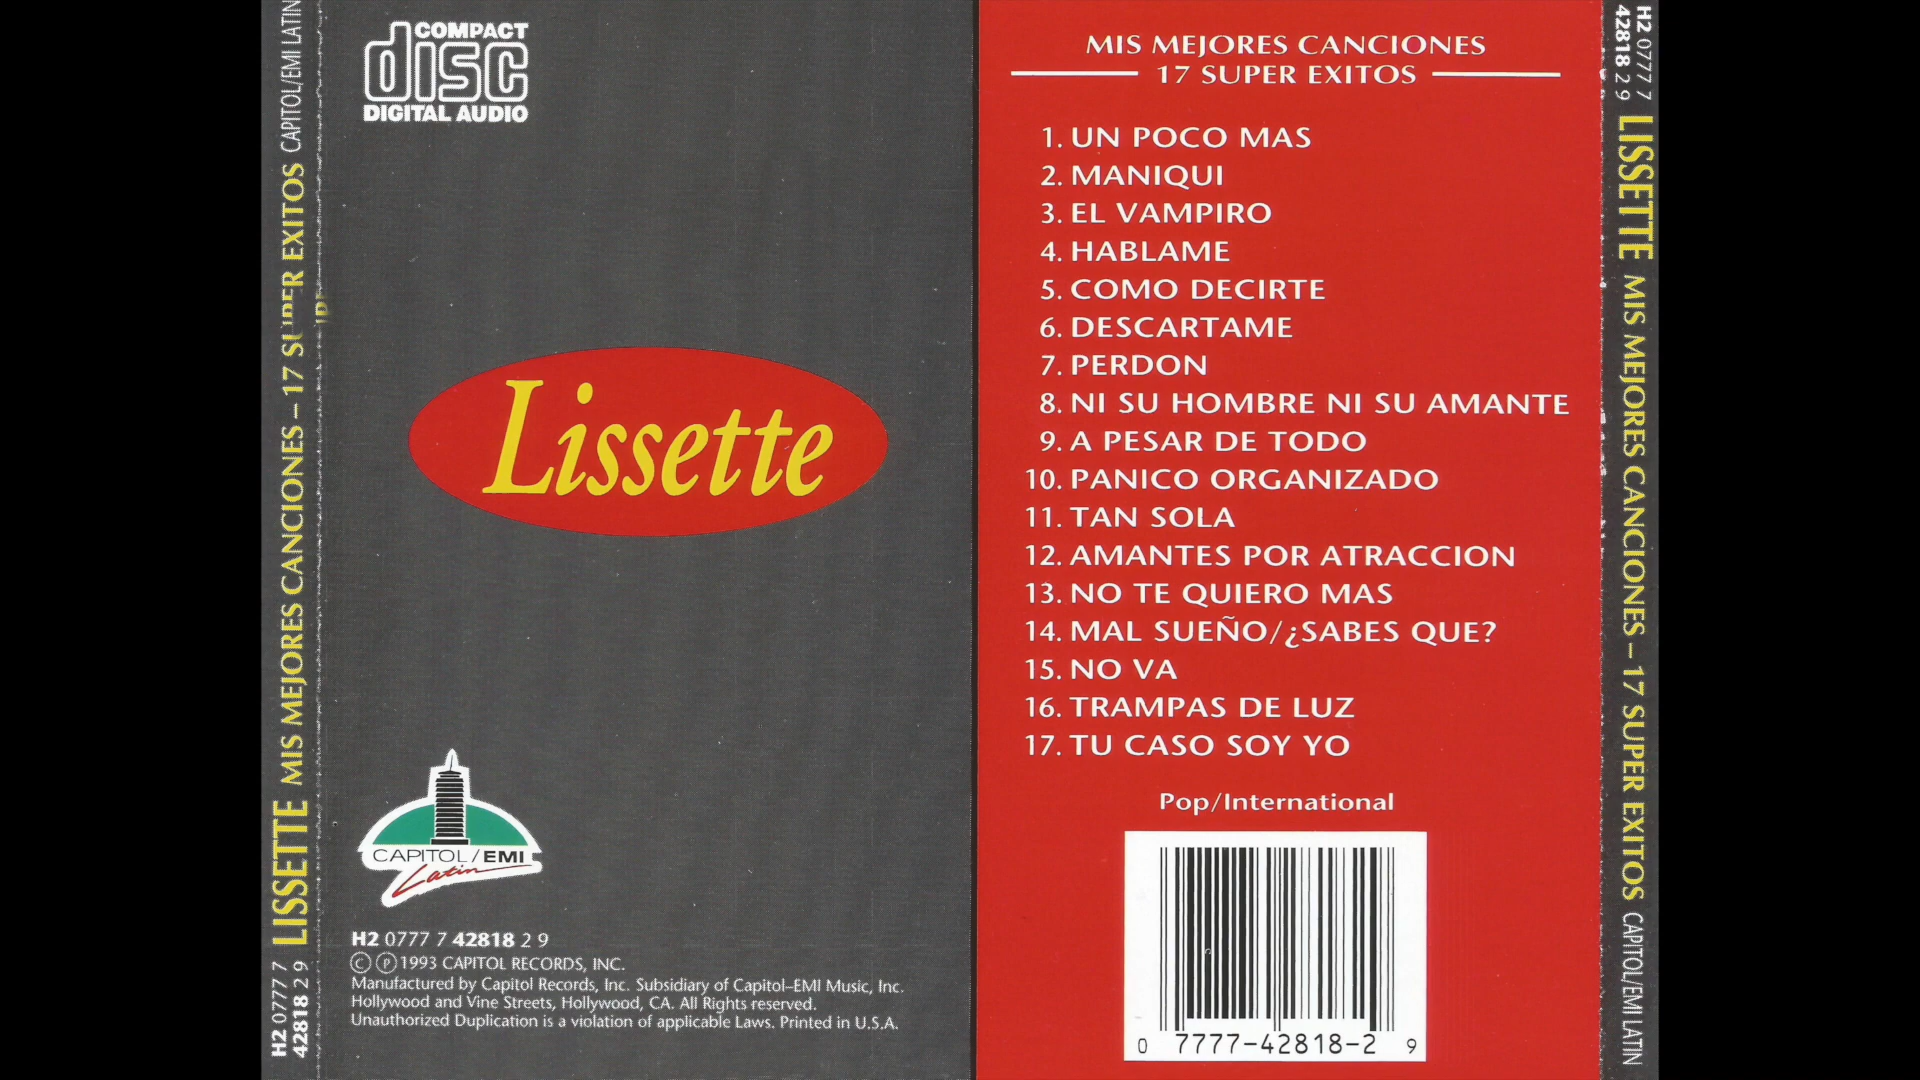 H2 0777 7
42818 2 9
LISSETTE MIS MEJORES CANCIONES – 17 SUPER EXITOS CAPITOL/EMI LATIN
COMPACT
disc
DIGITAL AUDIO
Lissette
CAPITOL/EMI
Latin
H2 0777 7 42818 2 9
Ⓒ Ⓟ 1993 CAPITOL RECORDS, INC.
Manufactured by Capitol Records, Inc. Subsidiary of Capitol–EMI Music, Inc.
Hollywood and Vine Streets, Hollywood, CA. All Rights reserved.
Unauthorized Duplication is a violation of applicable Laws. Printed in U.S.A.
MIS MEJORES CANCIONES
17 SUPER EXITOS
1. UN POCO MAS
2. MANIQUI
3. EL VAMPIRO
4. HABLAME
5. COMO DECIRTE
6. DESCARTAME
7. PERDON
8. NI SU HOMBRE NI SU AMANTE
9. A PESAR DE TODO
10. PANICO ORGANIZADO
11. TAN SOLA
12. AMANTES POR ATRACCION
13. NO TE QUIERO MAS
14. MAL SUEÑO/¿SABES QUE?
15. NO VA
16. TRAMPAS DE LUZ
17. TU CASO SOY YO
Pop/International
0 7777-42818-2 9
H2 0777 7
42818 2 9
LISSETTE MIS MEJORES CANCIONES – 17 SUPER EXITOS CAPITOL/EMI LATIN